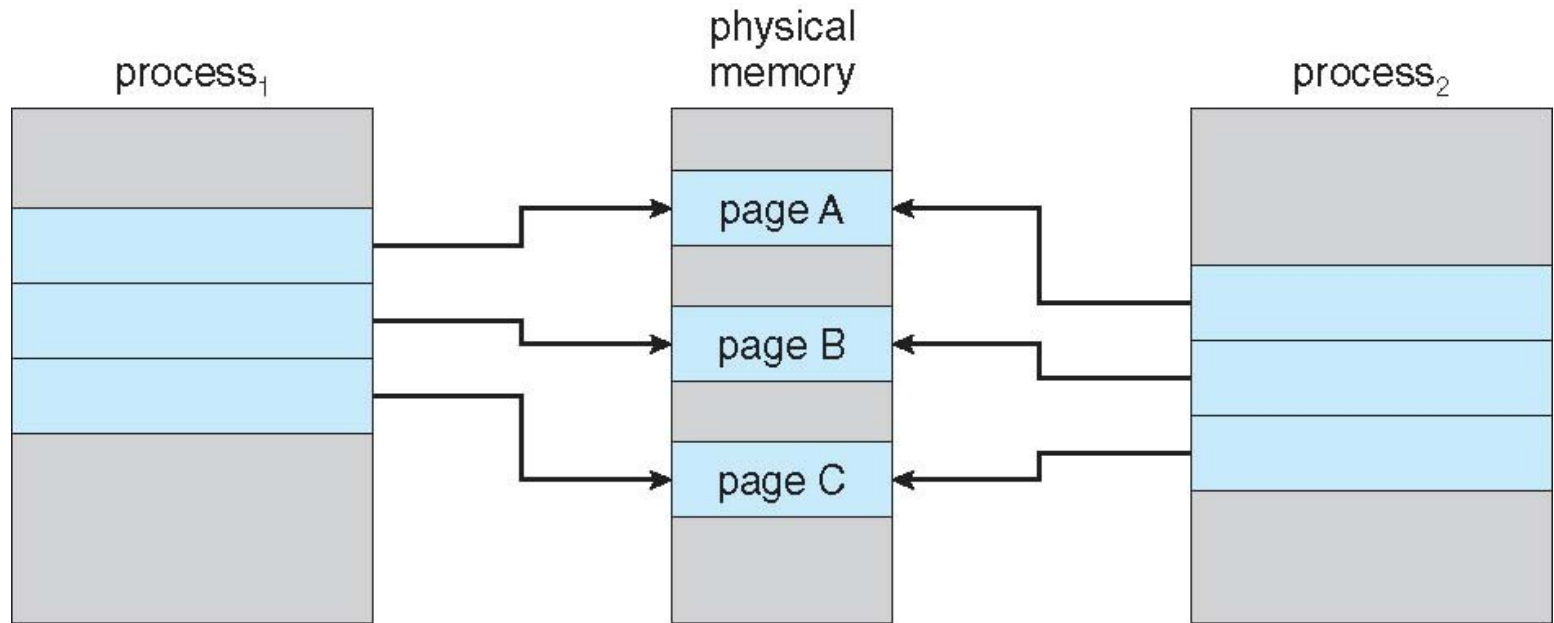 process₁
physical
memory
process₂
page A
page B
page C